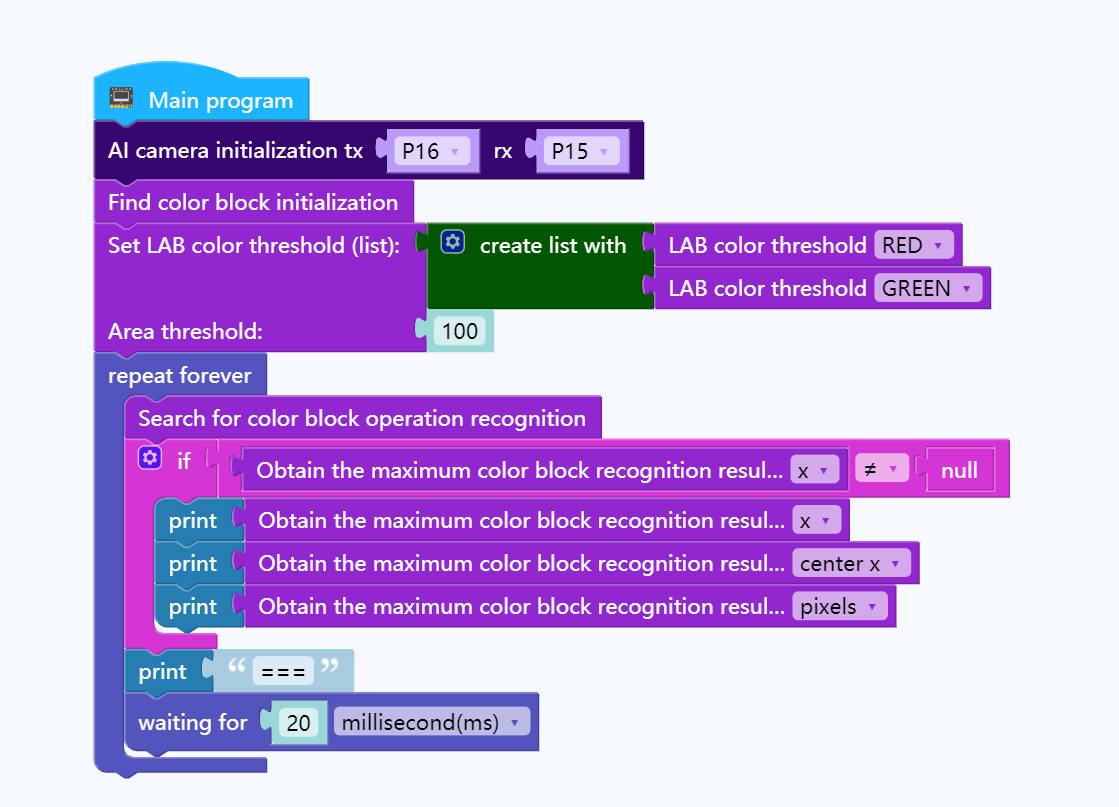 Main program
AI camera initialization tx P16 rx P15
Find color block initialization
Set LAB color threshold (list): create list with LAB color threshold RED
LAB color threshold GREEN
Area threshold: 100
repeat forever
Search for color block operation recognition
if Obtain the maximum color block recognition resul... x ≠ null
print Obtain the maximum color block recognition resul... x
print Obtain the maximum color block recognition resul... center x
print Obtain the maximum color block recognition resul... pixels
print “ === ”
waiting for 20 millisecond(ms)